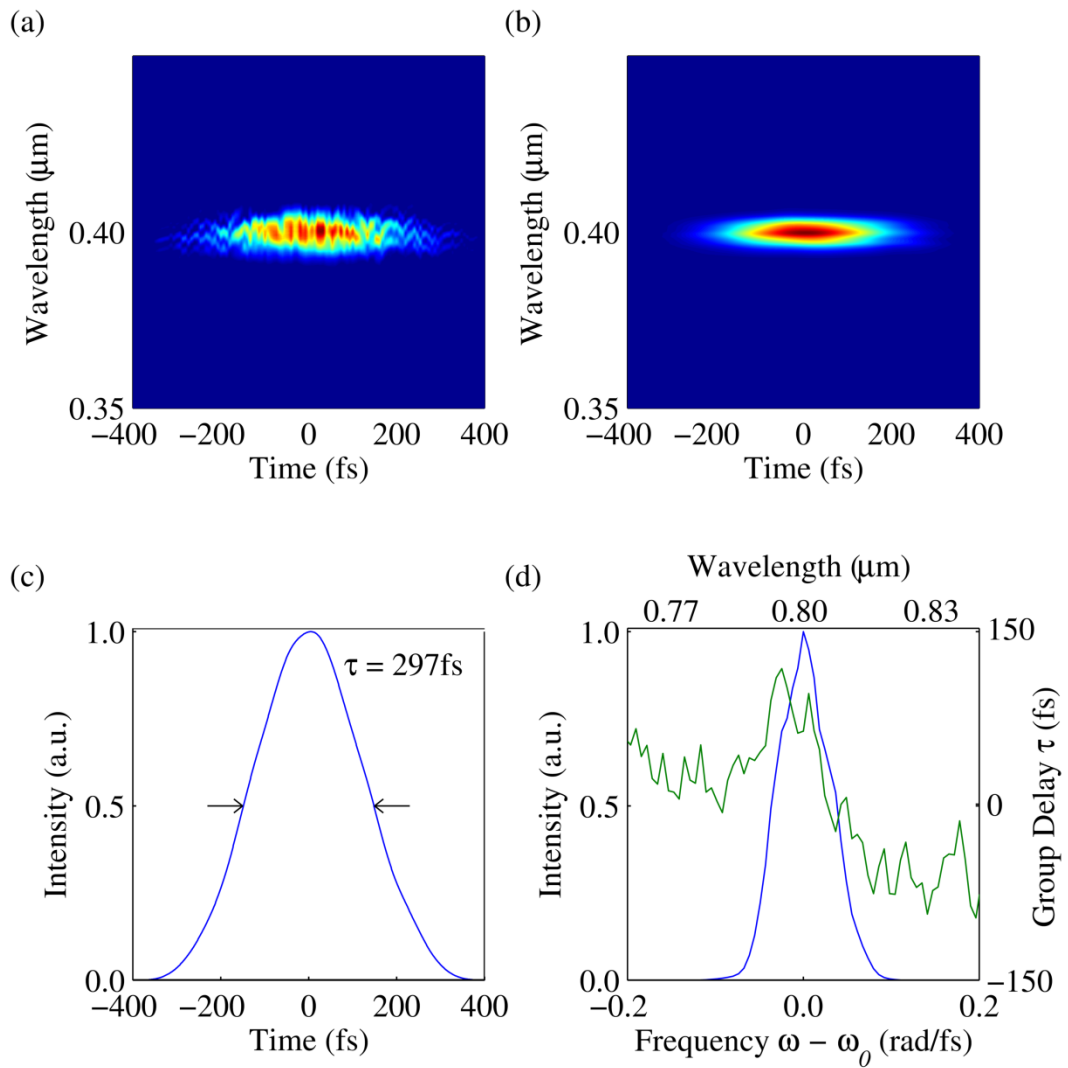 (a)
Wavelength (μm)
0.40
0.35
−400 −200 0 200 400
Time (fs)
(b)
Wavelength (μm)
0.40
0.35
−400 −200 0 200 400
Time (fs)
(c)
Intensity (a.u.)
1.0
0.5
0.0
τ = 297fs
−400 −200 0 200 400
Time (fs)
(d)
Wavelength (μm)
0.77 0.80 0.83
Intensity (a.u.)
1.0
0.5
0.0
150
0
−150
Group Delay τ (fs)
−0.2 0.0 0.2
Frequency ω − ω0 (rad/fs)